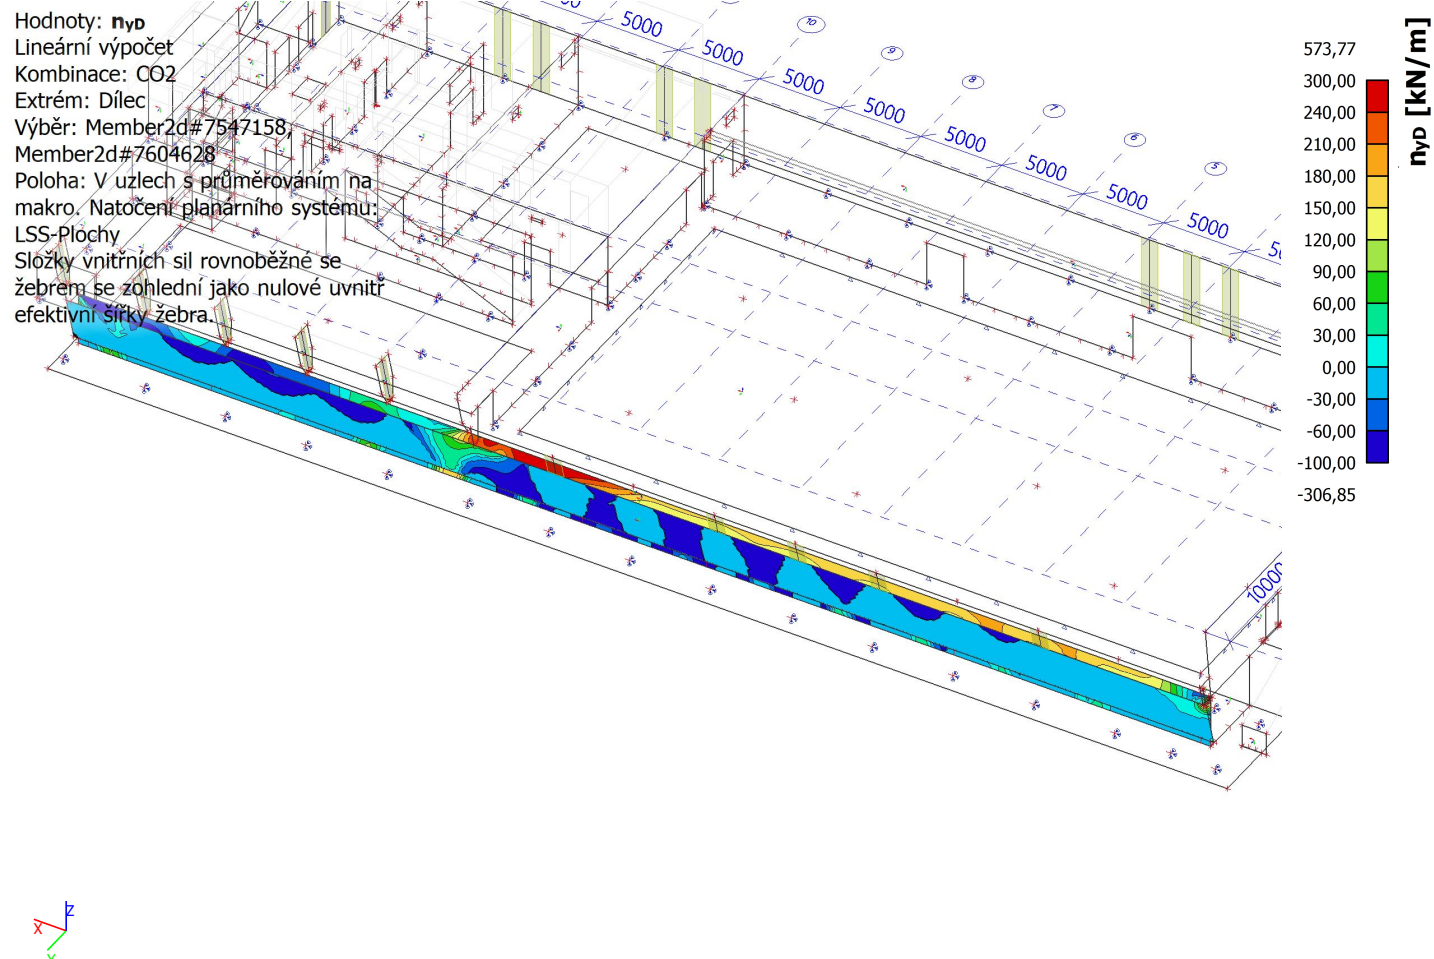 Hodnoty: nyD
Lineární výpočet
Kombinace: CO2
Extrém: Dílec
Výběr: Member2d#7547158,
Member2d#7604628
Poloha: V uzlech s průměrováním na
makro. Natočení planárního systému:
LSS-Plochy
Složky vnitřních sil rovnoběžné se
žebrem se zohlední jako nulové uvnitř
efektivní šířky žebra.
5000
5000
5000
5000
5000
5000
5000
5000
10
9
8
7
6
5
10000
573,77
300,00
240,00
210,00
180,00
150,00
120,00
90,00
60,00
30,00
0,00
-30,00
-60,00
-100,00
-306,85
nyD [kN/m]
z
x
y